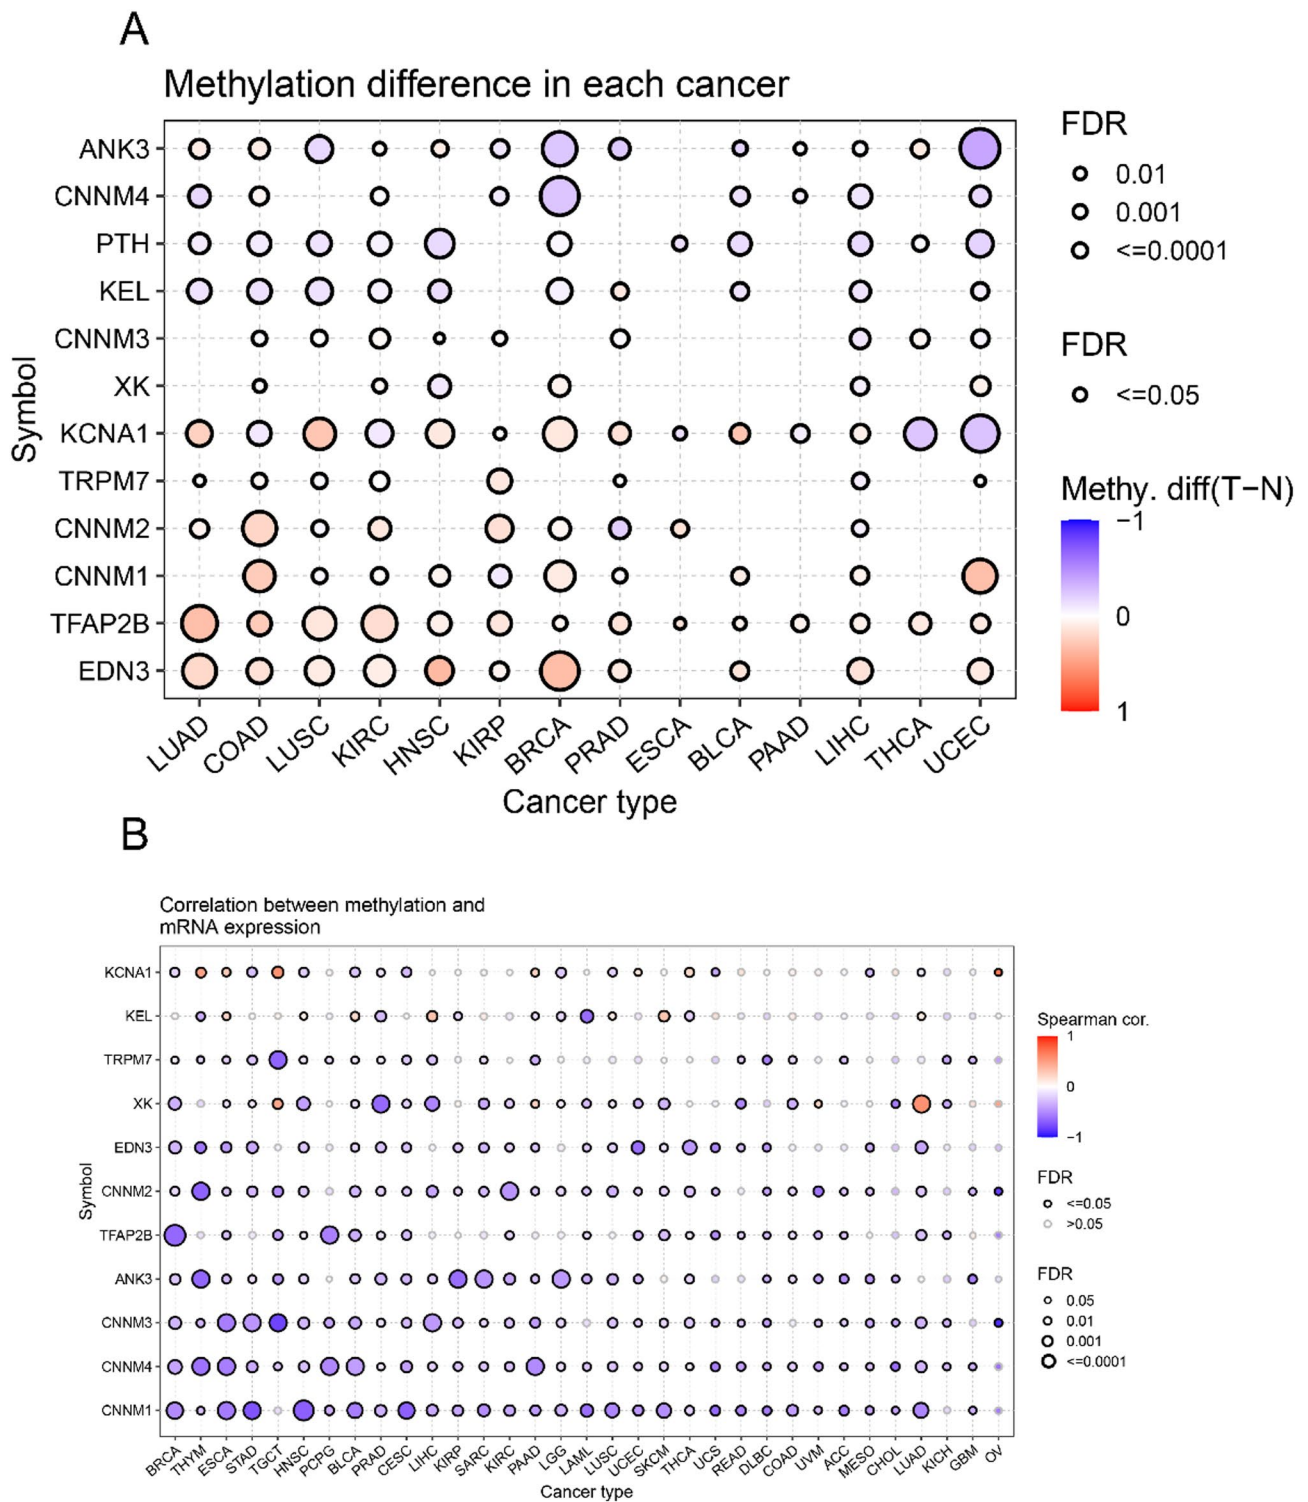 A
Methylation difference in each cancer
Symbol
ANK3
CNNM4
PTH
KEL
CNNM3
XK
KCNA1
TRPM7
CNNM2
CNNM1
TFAP2B
EDN3
LUAD
COAD
LUSC
KIRC
HNSC
KIRP
BRCA
PRAD
ESCA
BLCA
PAAD
LIHC
THCA
UCEC
Cancer type
FDR
0.01
0.001
<=0.0001
FDR
<=0.05
Methy. diff(T−N)
−1
0
1
B
Correlation between methylation and
mRNA expression
Symbol
KCNA1
KEL
TRPM7
XK
EDN3
CNNM2
TFAP2B
ANK3
CNNM3
CNNM4
CNNM1
BRCA
THYM
ESCA
STAD
TGCT
HNSC
PCPG
BLCA
PRAD
CESC
LIHC
KIRP
SARC
KIRC
PAAD
LGG
LAML
LUSC
UCEC
SKCM
THCA
UCS
READ
DLBC
COAD
UVM
ACC
MESO
CHOL
LUAD
KICH
GBM
OV
Cancer type
Spearman cor.
1
0
−1
FDR
<=0.05
>0.05
FDR
0.05
0.01
0.001
<=0.0001